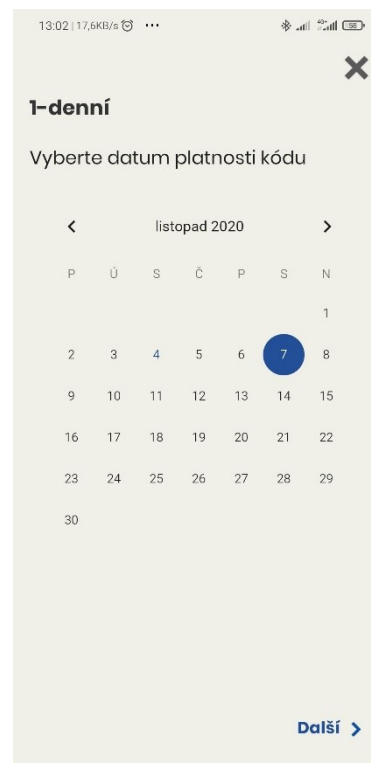 13:02 | 17,6KB/s ...
1-denní
Vyberte datum platnosti kódu
listopad 2020
P Ú S Č P S N
1
2 3 4 5 6 7 8
9 10 11 12 13 14 15
16 17 18 19 20 21 22
23 24 25 26 27 28 29
30
Další